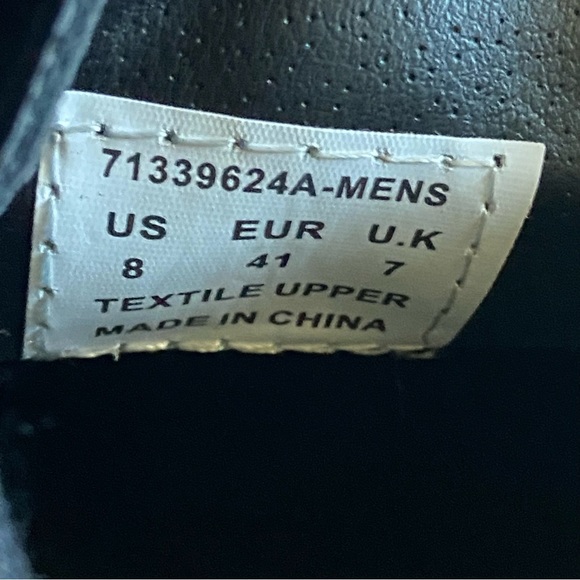 71339624A-MENS
US EUR U.K
8 41 7
TEXTILE UPPER
MADE IN CHINA